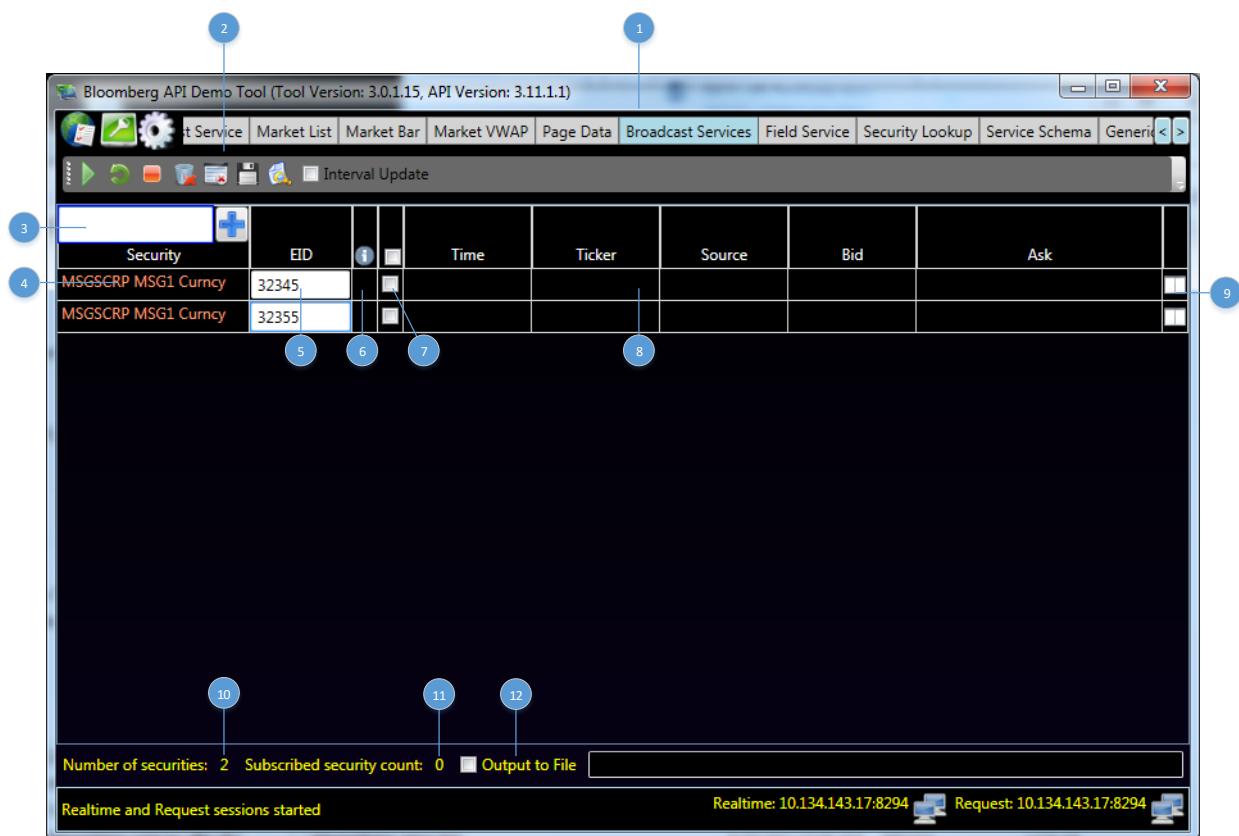 2
1
Bloomberg API Demo Tool (Tool Version: 3.0.1.15, API Version: 3.11.1.1)
t Service Market List Market Bar Market VWAP Page Data Broadcast Services Field Service Security Lookup Service Schema Generic < >
Interval Update
3
Security EID Time Ticker Source Bid Ask
4
MSGSCRP MSG1 Curncy 32345
9
MSGSCRP MSG1 Curncy 32355
5 6 7 8
10 11 12
Number of securities: 2 Subscribed security count: 0 Output to File
Realtime and Request sessions started Realtime: 10.134.143.17:8294 Request: 10.134.143.17:8294